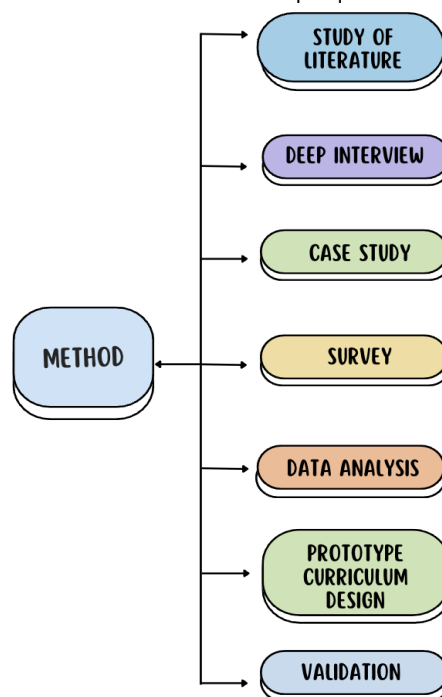 STUDY OF
LITERATURE
DEEP INTERVIEW
CASE STUDY
METHOD
SURVEY
DATA ANALYSIS
PROTOTYPE
CURRICULUM
DESIGN
VALIDATION